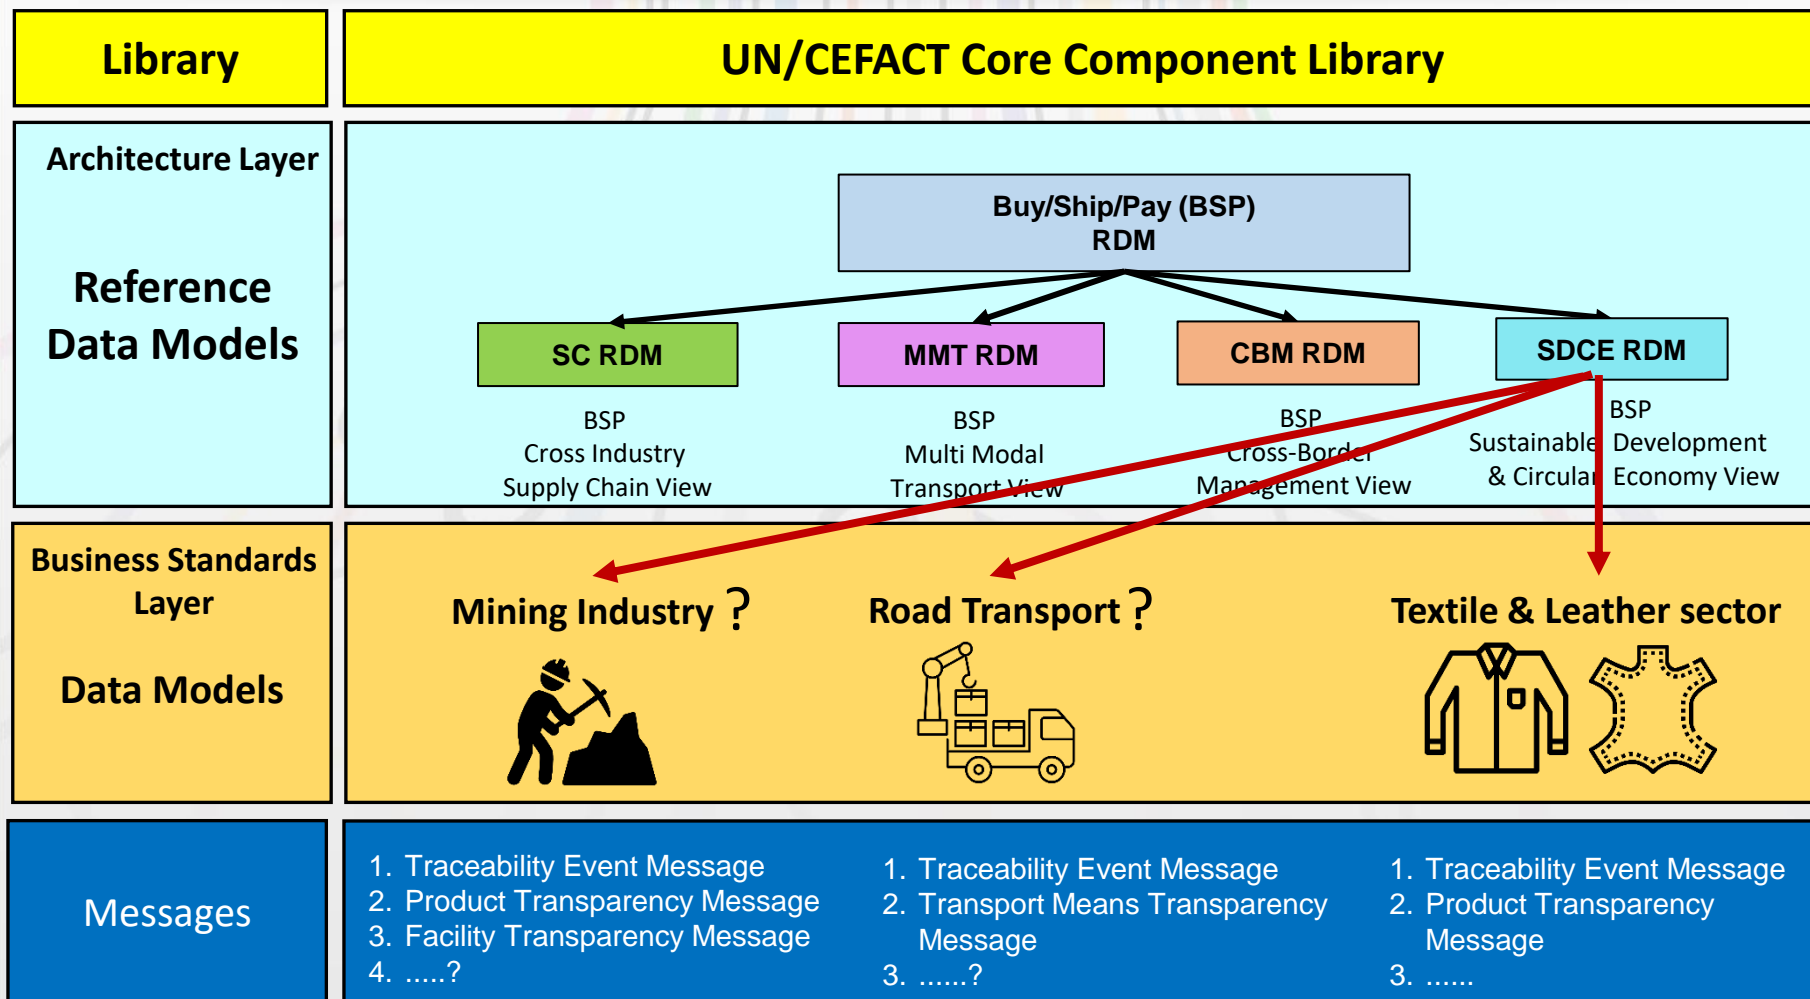 Library
UN/CEFACT Core Component Library
Architecture Layer
Reference
Data Models
Buy/Ship/Pay (BSP)
RDM
SC RDM
MMT RDM
CBM RDM
SDCE RDM
BSP
Cross Industry
Supply Chain View
BSP
Multi Modal
Transport View
BSP
Cross-Border
Management View
BSP
Sustainable Development
& Circular Economy View
Business Standards
Layer
Data Models
Mining Industry ?
Road Transport ?
Textile & Leather sector
Messages
1. Traceability Event Message
2. Product Transparency Message
3. Facility Transparency Message
4. .....?
1. Traceability Event Message
2. Transport Means Transparency
Message
3. ......?
1. Traceability Event Message
2. Product Transparency
Message
3. ......